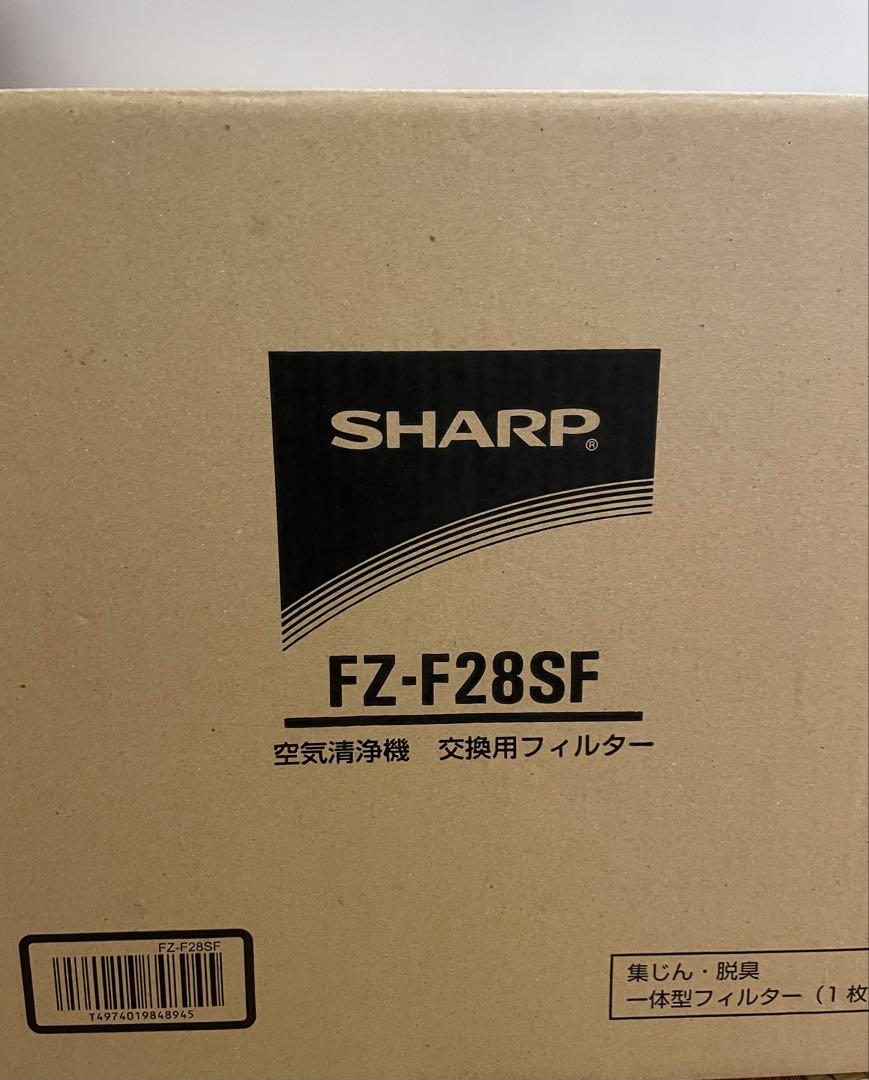 SHARP®
FZ-F28SF
空気清浄機 交換用フィルター
FZ-F28SF
T4974019848945
集じん・脱臭
一体型フィルター（1 枚